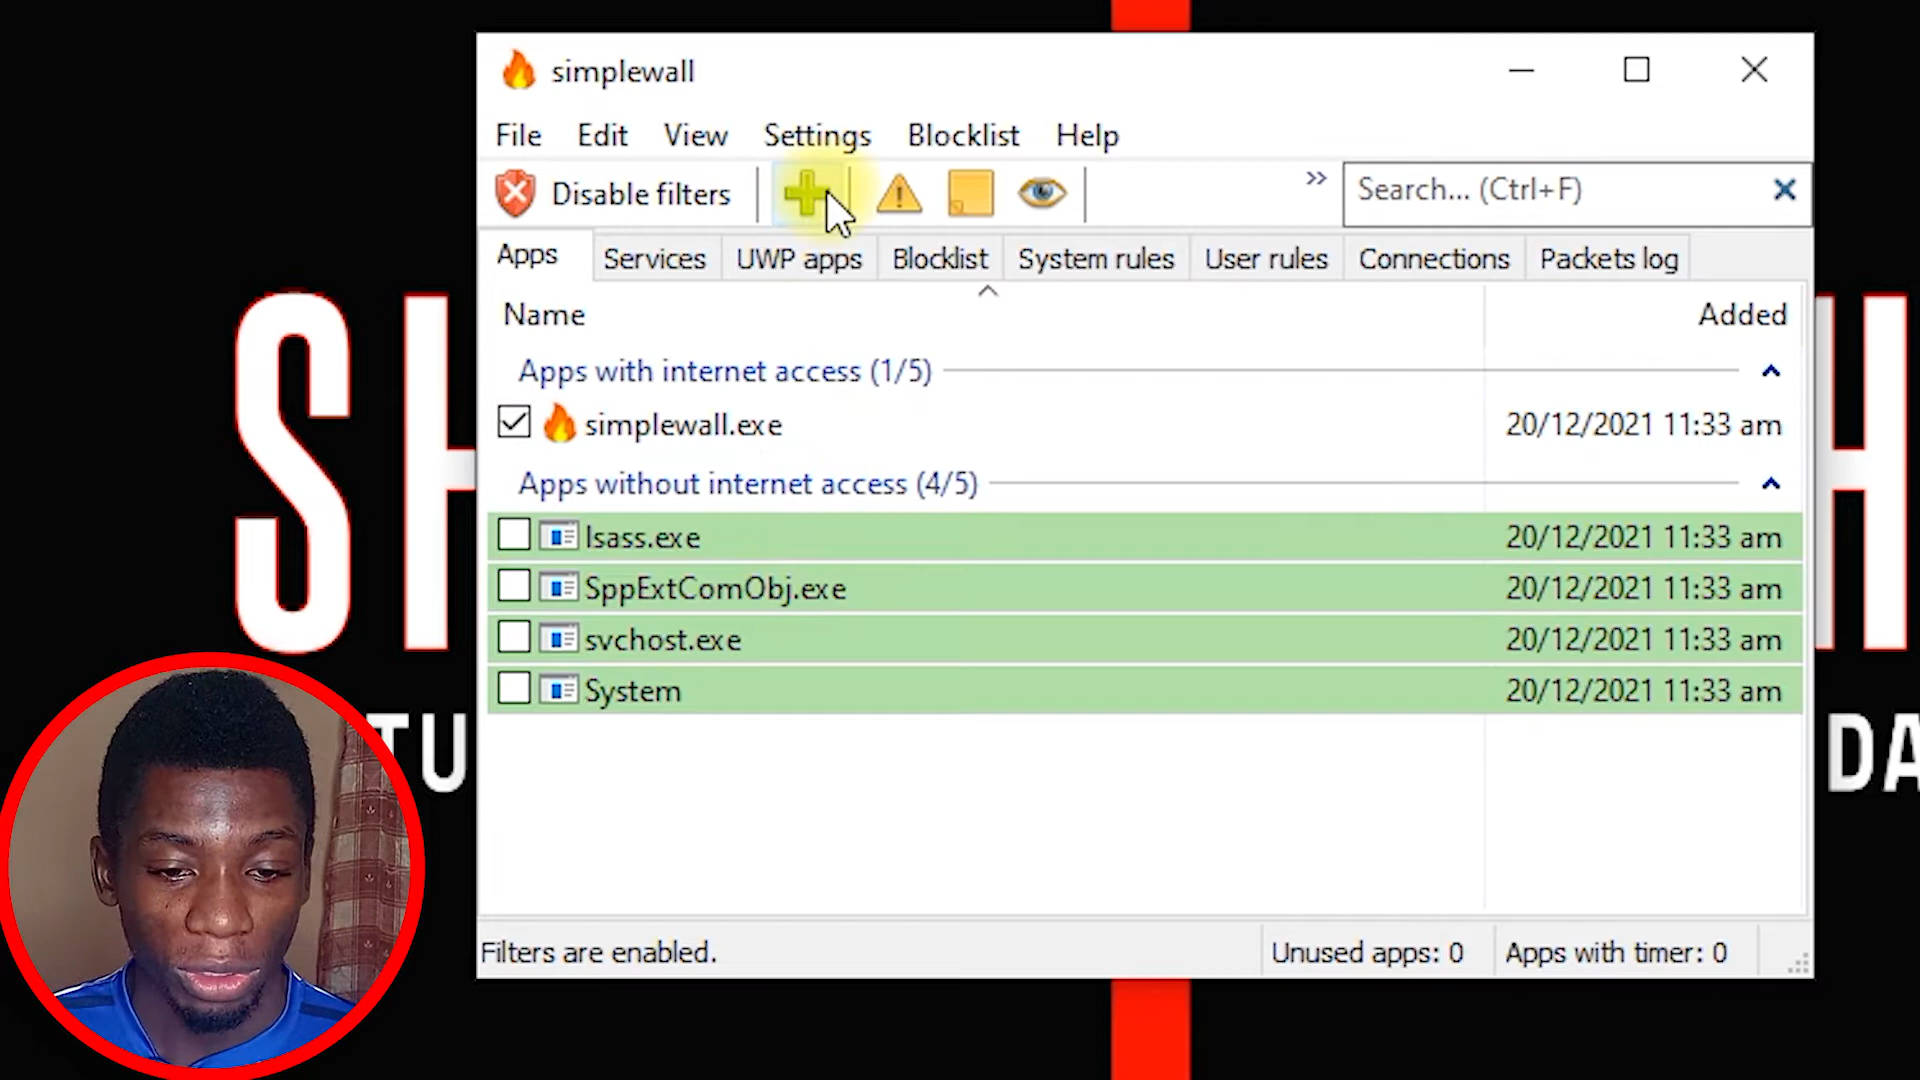 simplewall
File Edit View Settings Blocklist Help
Disable filters
» Search... (Ctrl+F)
Apps Services UWP apps Blocklist System rules User rules Connections Packets log
Name Added
Apps with internet access (1/5)
simplewall.exe 20/12/2021 11:33 am
Apps without internet access (4/5)
lsass.exe 20/12/2021 11:33 am
SppExtComObj.exe 20/12/2021 11:33 am
svchost.exe 20/12/2021 11:33 am
System 20/12/2021 11:33 am
Filters are enabled. Unused apps: 0 Apps with timer: 0
SH H
TU DA